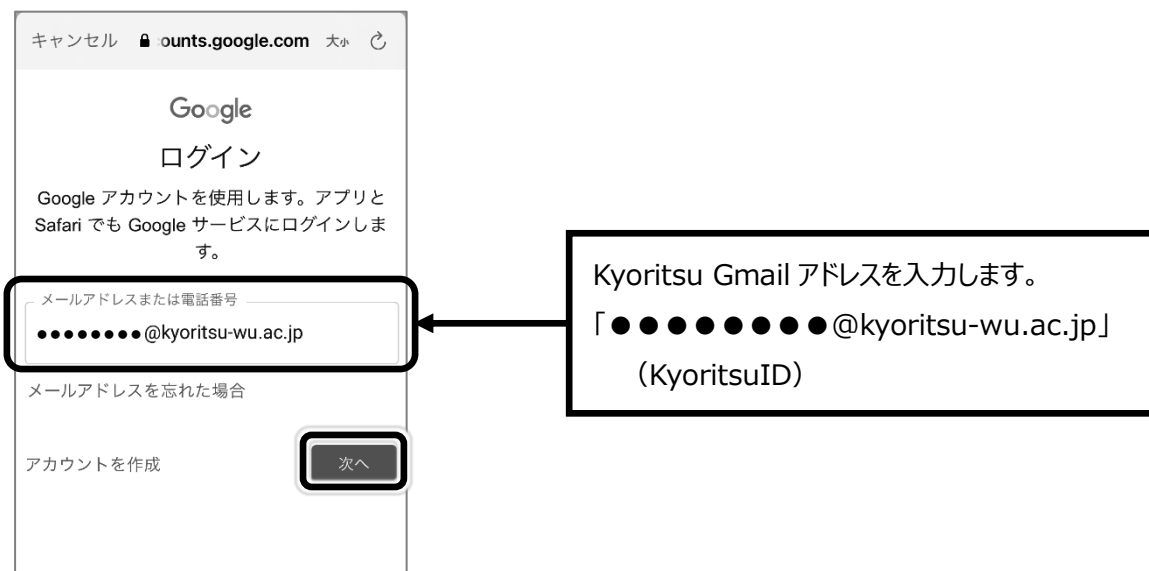 キャンセル ounts.google.com 大小
Google
ログイン
Google アカウントを使用します。アプリと
Safari でも Google サービスにログインしま
す。
メールアドレスまたは電話番号
●●●●●●●●@kyoritsu-wu.ac.jp
メールアドレスを忘れた場合
アカウントを作成
次へ
Kyoritsu Gmail アドレスを入力します。
「●●●●●●●●@kyoritsu-wu.ac.jp」
（KyoritsuID）